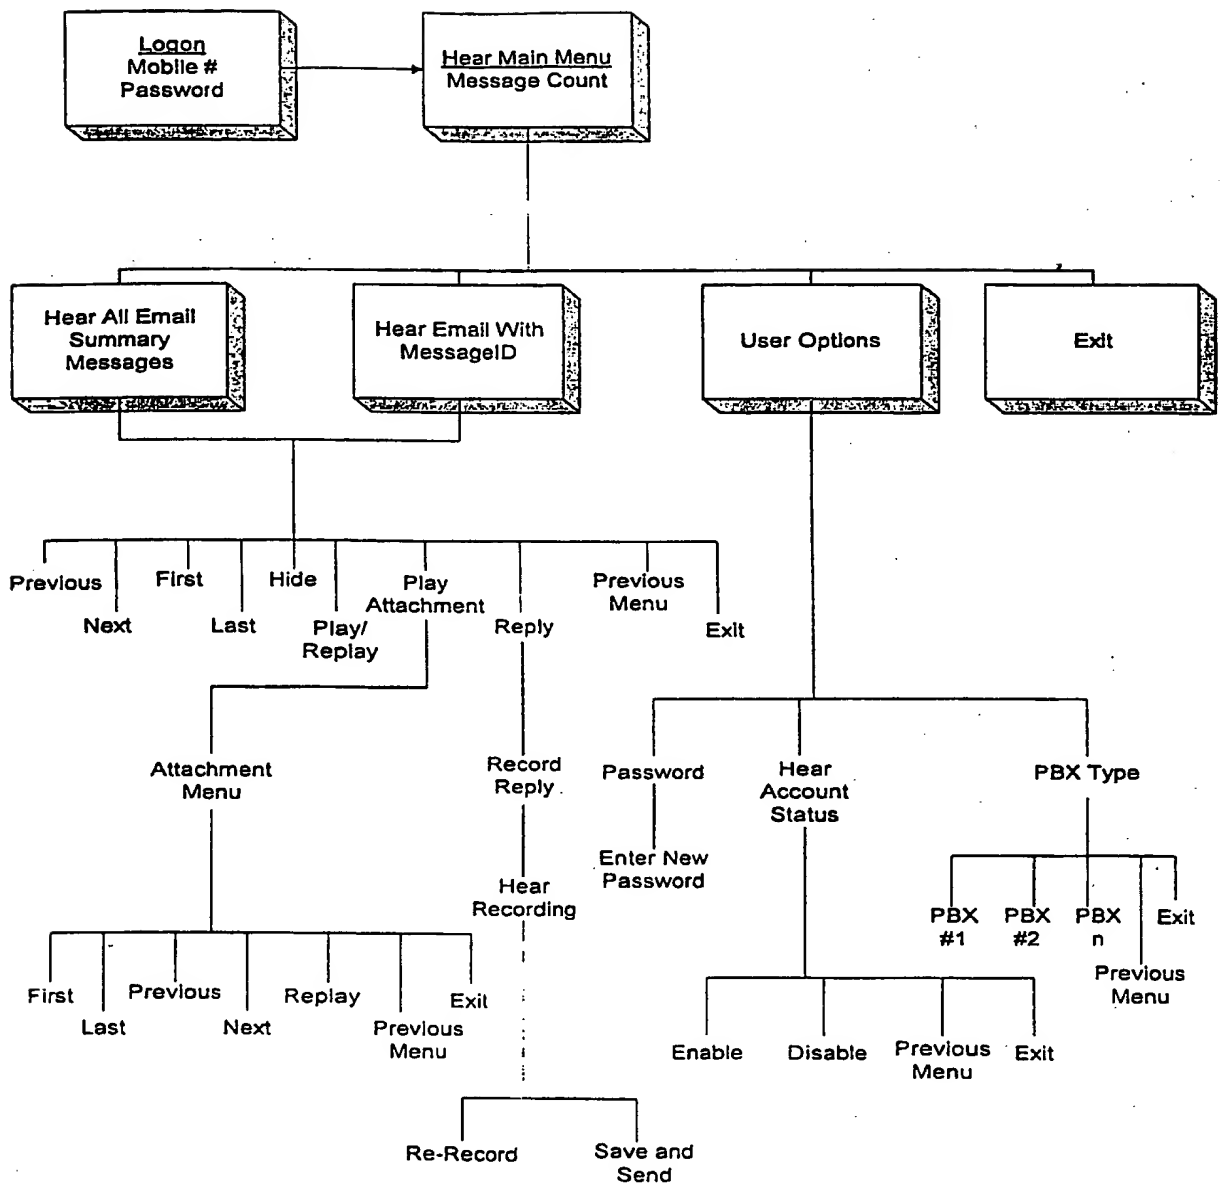 Logon
Mobile #
Password
Hear Main Menu
Message Count
Hear All Email
Summary
Messages
Hear Email With
MessageID
User Options
Exit
Previous
Next
First
Last
Hide
Play/
Replay
Play
Attachment
Reply
Previous
Menu
Exit
Attachment
Menu
Record
Reply
Password
Hear
Account
Status
PBX Type
Enter New
Password
Hear
Recording
PBX
#1
PBX
#2
PBX
n
Previous
Menu
Exit
First
Last
Previous
Next
Replay
Previous
Menu
Exit
Enable
Disable
Previous
Menu
Exit
Re-Record
Save and
Send